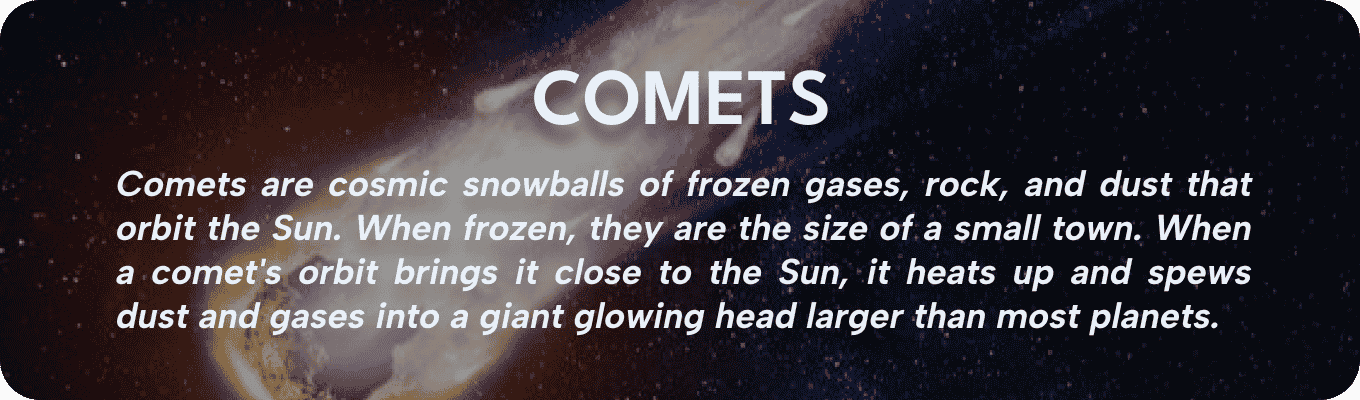 COMETS
Comets are cosmic snowballs of frozen gases, rock, and dust that
orbit the Sun. When frozen, they are the size of a small town. When
a comet's orbit brings it close to the Sun, it heats up and spews
dust and gases into a giant glowing head larger than most planets.